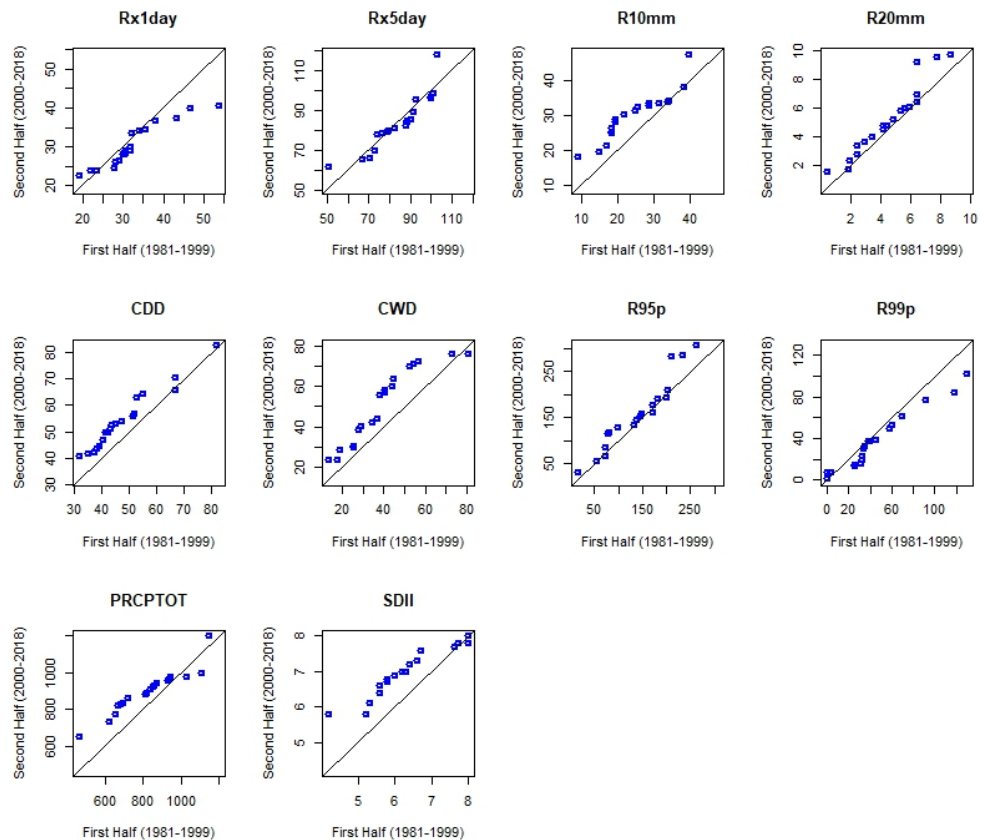 Rx1day
Rx5day
R10mm
R20mm
Second Half (2000-2018)
20 30 40 50
20 30 40 50
First Half (1981-1999)
Second Half (2000-2018)
50 70 90 110
50 70 90 110
First Half (1981-1999)
Second Half (2000-2018)
10 20 30 40
10 20 30 40
First Half (1981-1999)
Second Half (2000-2018)
2 4 6 8 10
2 4 6 8 10
First Half (1981-1999)
CDD
CWD
R95p
R99p
Second Half (2000-2018)
30 40 50 60 70 80
30 40 50 60 70 80
First Half (1981-1999)
Second Half (2000-2018)
20 40 60 80
20 40 60 80
First Half (1981-1999)
Second Half (2000-2018)
50 150 250
50 150 250
First Half (1981-1999)
Second Half (2000-2018)
0 40 80 120
0 20 40 60 100
First Half (1981-1999)
PRCPTOT
SDII
Second Half (2000-2018)
600 800 1000
600 800 1000
First Half (1981-1999)
Second Half (2000-2018)
5 6 7 8
5 6 7 8
First Half (1981-1999)